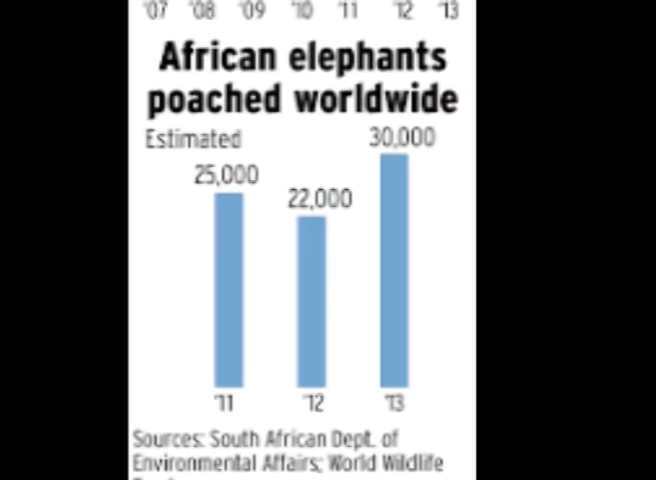 '07 '08 '09 '10 '11 '12 '13
African elephants
poached worldwide
Estimated
30,000
25,000
22,000
'11 '12 '13
Sources: South African Dept. of
Environmental Affairs; World Wildlife